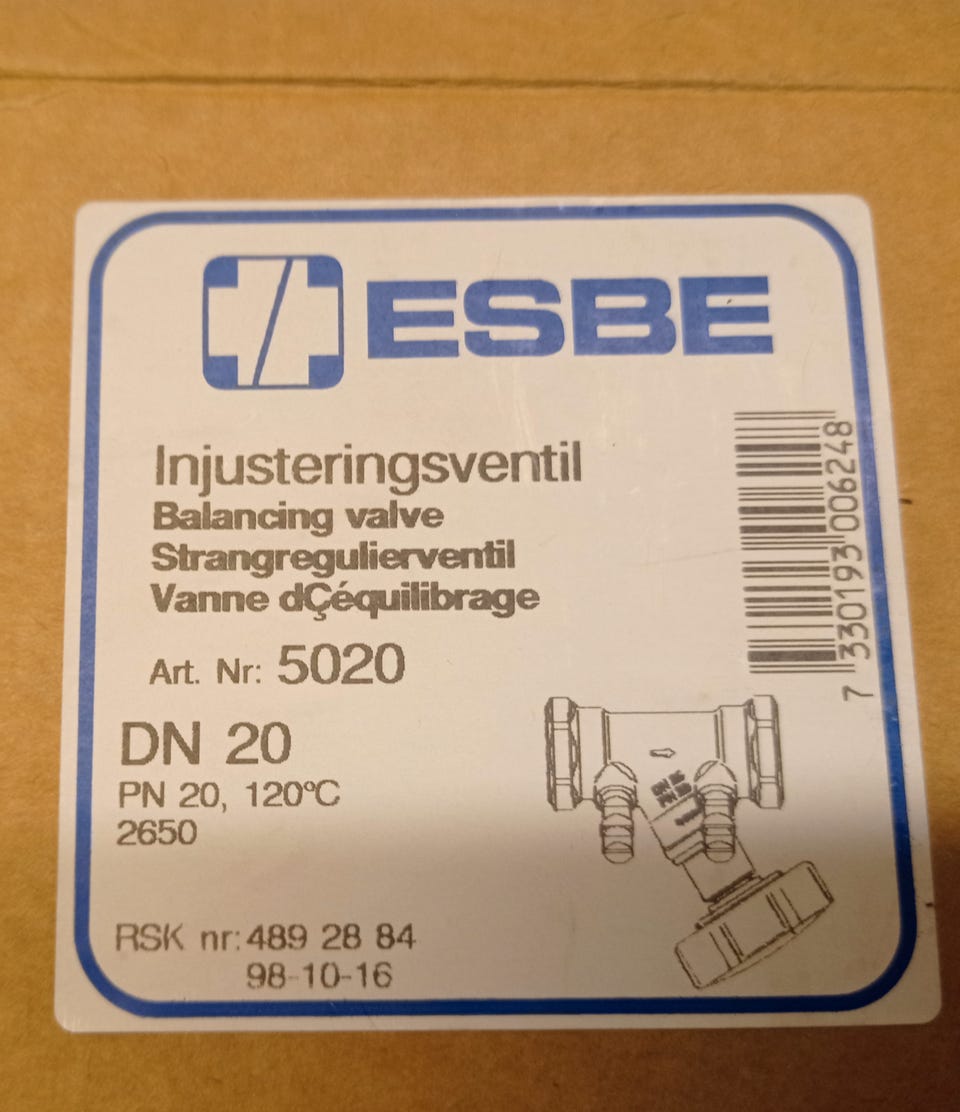 ESBE
Injusteringsventil
Balancing valve
Strangregulierventil
Vanne dÇéquilibrage
Art. Nr: 5020
DN 20
PN 20, 120°C
2650
RSK nr: 489 28 84
98-10-16
7 330193 006248